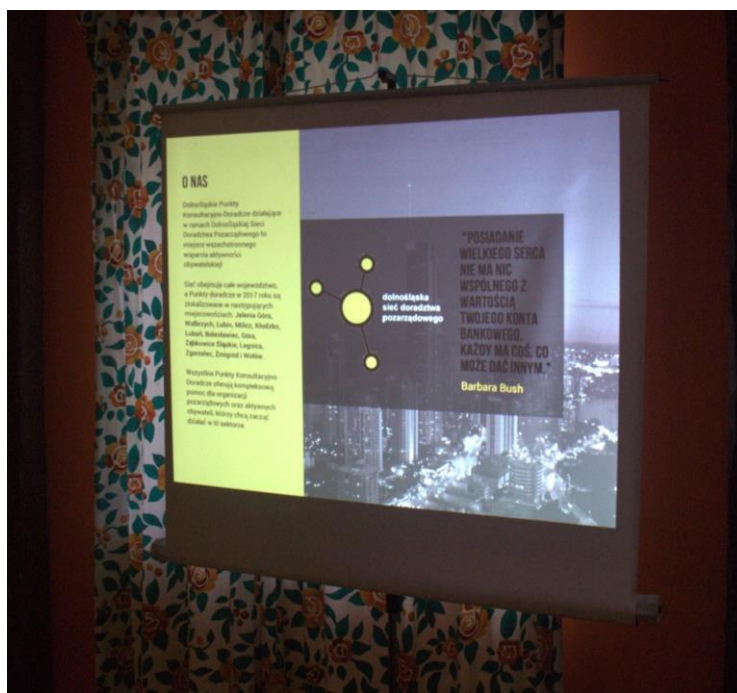 O NAS
Dolnośląskie Punkty
Konsultacyjno-Doradcze działające
w ramach Dolnośląskiej Sieci
Doradztwa Pozarządowego to
miejsce wszechstronnego
wsparcia aktywności
obywatelskiej!
Sieć obejmuje całe województwo,
a Punkty doradcze w 2017 roku są
zlokalizowane w następujących
miejscowościach: Jelenia Góra,
Wałbrzych, Lubin, Milicz, Kłodzko,
Lubań, Bolesławiec, Góra,
Ząbkowice Śląskie, Legnica,
Zgorzelec, Żmigród i Wołów.
Wszystkie Punkty Konsultacyjno-
Doradcze oferują kompleksową
pomoc dla organizacji
pozarządowych oraz aktywnych
obywateli, którzy chcą zacząć
działać w III sektorze.
dolnośląska
sieć doradztwa
pozarządowego
"POSIADANIE
WIELKIEGO SERCA
NIE MA NIC
WSPÓLNEGO Z
WARTOŚCIĄ
TWOJEGO KONTA
BANKOWEGO.
KAŻDY MA COŚ, CO
MOŻE DAĆ INNYM."
Barbara Bush